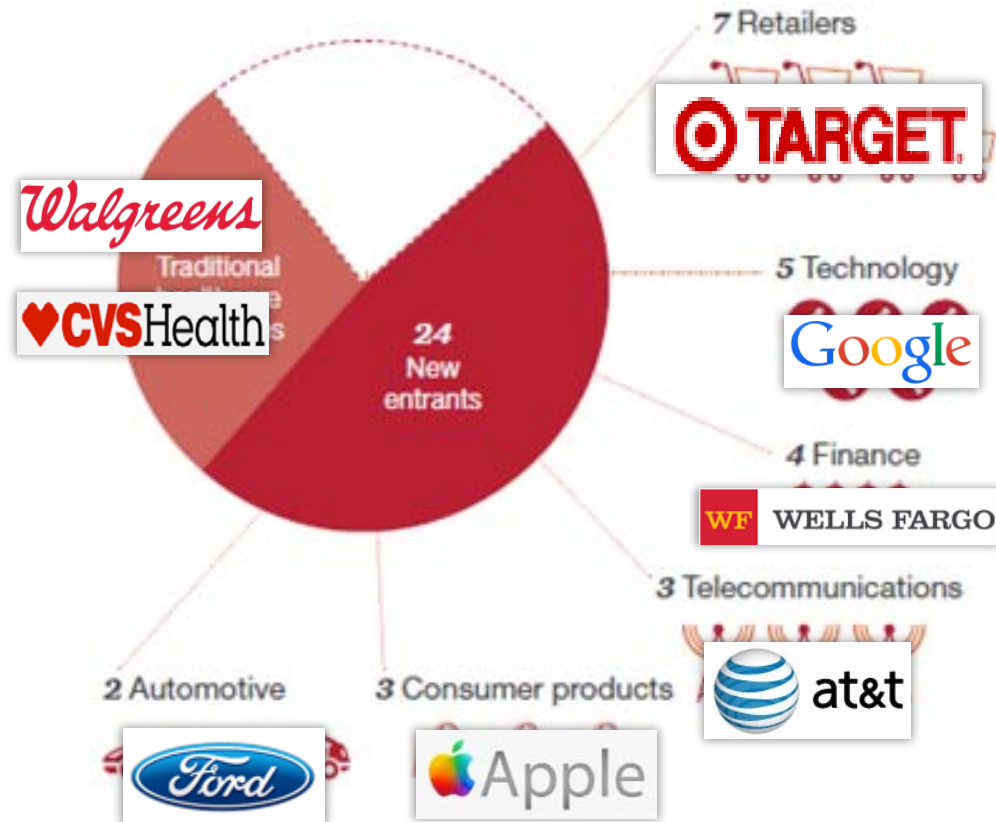 7 Retailers
TARGET.
Walgreens
Traditional
CVSHealth
24
New
entrants
5 Technology
Google
4 Finance
WF WELLS FARGO
3 Telecommunications
at&t
2 Automotive
Ford
3 Consumer products
Apple